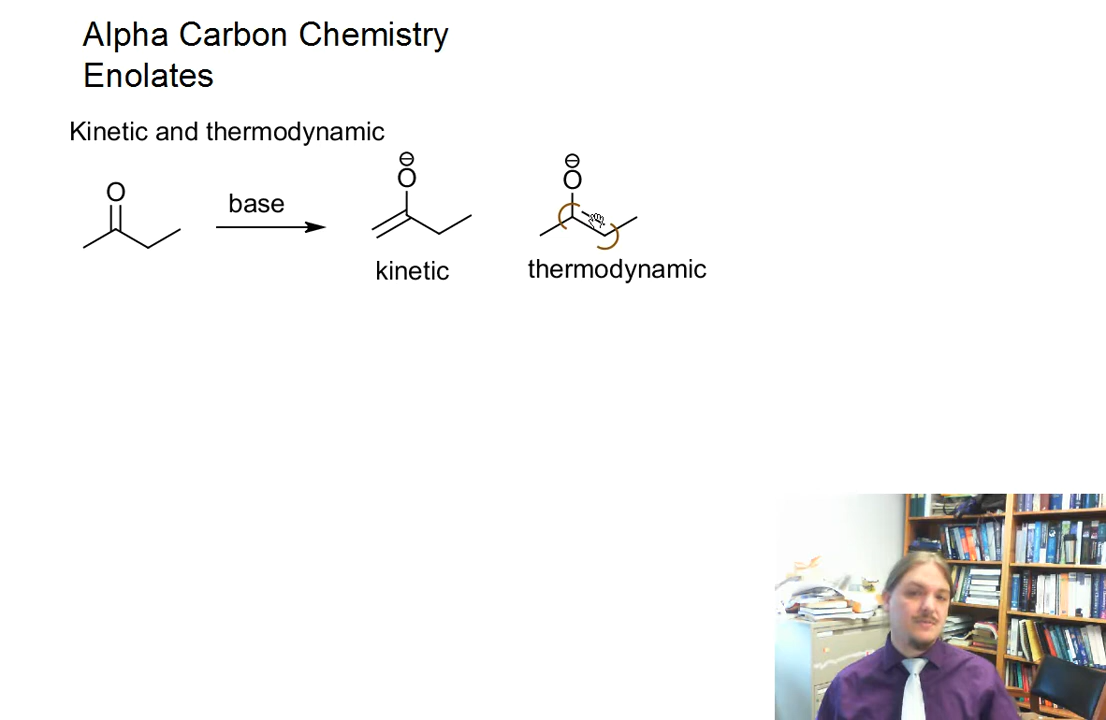 Alpha Carbon Chemistry
Enolates
Kinetic and thermodynamic
O
base
⊖
O
kinetic
⊖
O
thermodynamic